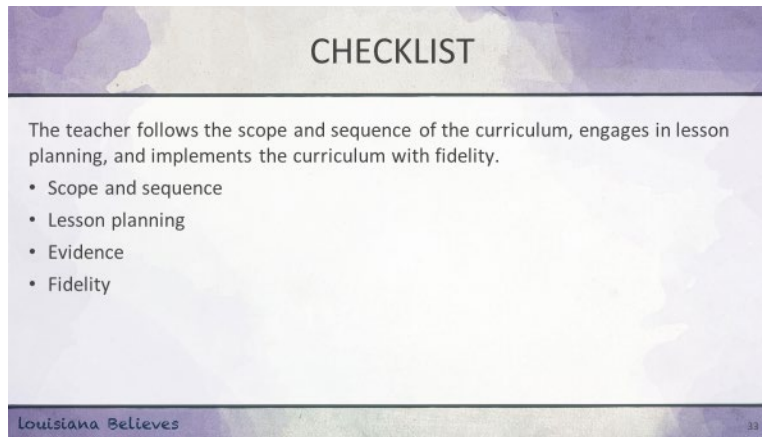 CHECKLIST
The teacher follows the scope and sequence of the curriculum, engages in lesson
planning, and implements the curriculum with fidelity.
• Scope and sequence
• Lesson planning
• Evidence
• Fidelity
Louisiana Believes
33